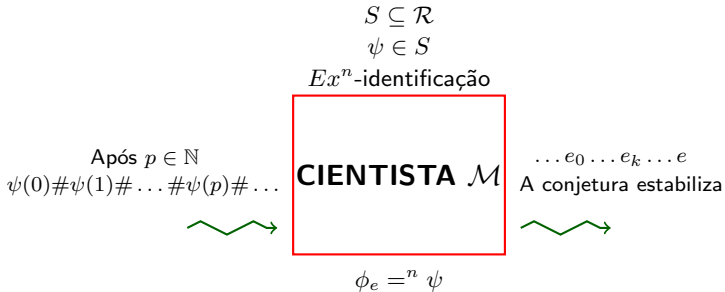 S ⊆ ℛ
ψ ∈ S
Exⁿ-identificação
Após p ∈ ℕ
ψ(0)#ψ(1)#…#ψ(p)#…
CIENTISTA ℳ
…e₀…eₖ…e
A conjetura estabiliza
ϕₑ =ⁿ ψ